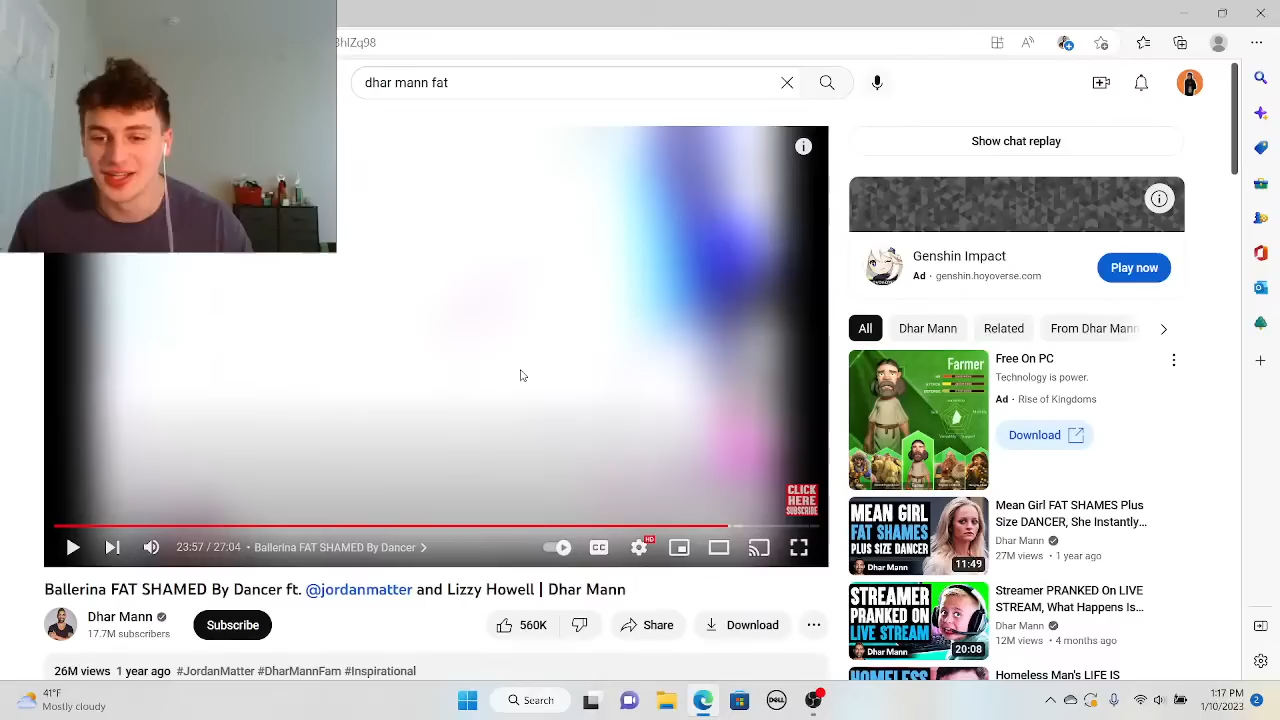 3hIZq98
dhar mann fat
Show chat replay
Genshin Impact
Ad · genshin.hoyoverse.com
Play now
All
Dhar Mann
Related
From Dhar Mann
Farmer
Free On PC
Technology is power.
Ad · Rise of Kingdoms
Download
CLICK
HERE
SUBSCRIBE
23:57 / 27:04 • Ballerina FAT SHAMED By Dancer
CC
HD
MEAN GIRL
FAT SHAMES
PLUS SIZE DANCER
Dhar Mann
11:49
Mean Girl FAT SHAMES Plus
Size DANCER, She Instantly...
Dhar Mann
27M views · 1 year ago
Ballerina FAT SHAMED By Dancer ft. @jordanmatter and Lizzy Howell | Dhar Mann
Dhar Mann
17.7M subscribers
Subscribe
560K
Share
Download
STREAMER
PRANKED ON
LIVE STREAM
Dhar Mann
20:08
Streamer PRANKED On LIVE
STREAM, What Happens Is...
Dhar Mann
12M views · 4 months ago
26M views 1 year ago #JordanMatter #DharMannFam #Inspirational
HOMELESS
Homeless Man's LIFE IS
41°F
Mostly cloudy
Search
DELL
1:17 PM
1/10/2023
2